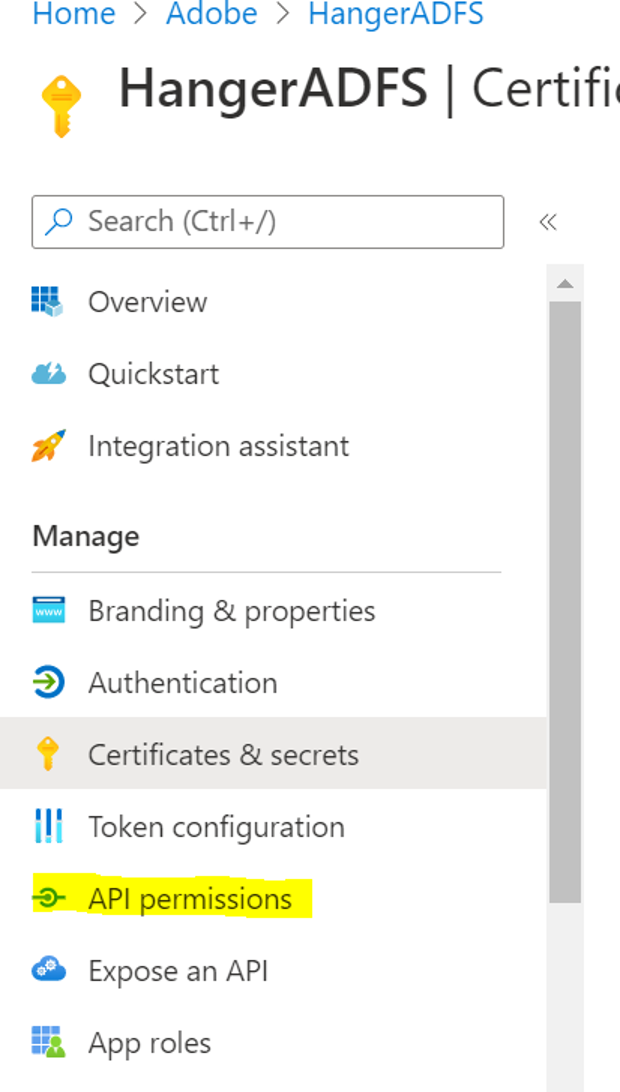 Home > Adobe > HangerADFS
HangerADFS | Certific
Search (Ctrl+/)
Overview
Quickstart
Integration assistant
Manage
www
Branding & properties
Authentication
Certificates & secrets
Token configuration
API permissions
Expose an API
App roles